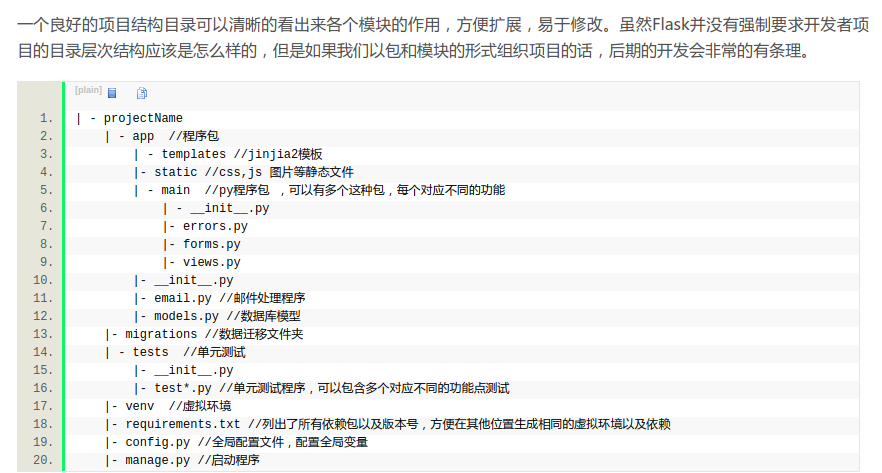 一个良好的项目结构目录可以清晰的看出来各个模块的作用，方便扩展，易于修改。虽然Flask并没有强制要求开发者项
目的目录层次结构应该是怎么样的，但是如果我们以包和模块的形式组织项目的话，后期的开发会非常的有条理。
[plain]
1. | - projectName
2. | - app //程序包
3. | - templates //jinjia2模板
4. |- static //css,js 图片等静态文件
5. | - main //py程序包 ，可以有多个这种包，每个对应不同的功能
6. | - __init__.py
7. |- errors.py
8. |- forms.py
9. |- views.py
10. |- __init__.py
11. |- email.py //邮件处理程序
12. |- models.py //数据库模型
13. |- migrations //数据迁移文件夹
14. | - tests //单元测试
15. |- __init__.py
16. |- test*.py //单元测试程序，可以包含多个对应不同的功能点测试
17. |- venv //虚拟环境
18. |- requirements.txt //列出了所有依赖包以及版本号，方便在其他位置生成相同的虚拟环境以及依赖
19. |- config.py //全局配置文件，配置全局变量
20. |- manage.py //启动程序